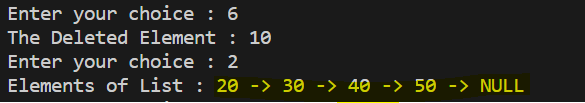 Enter your choice : 6
The Deleted Element : 10
Enter your choice : 2
Elements of List : 20 -> 30 -> 40 -> 50 -> NULL